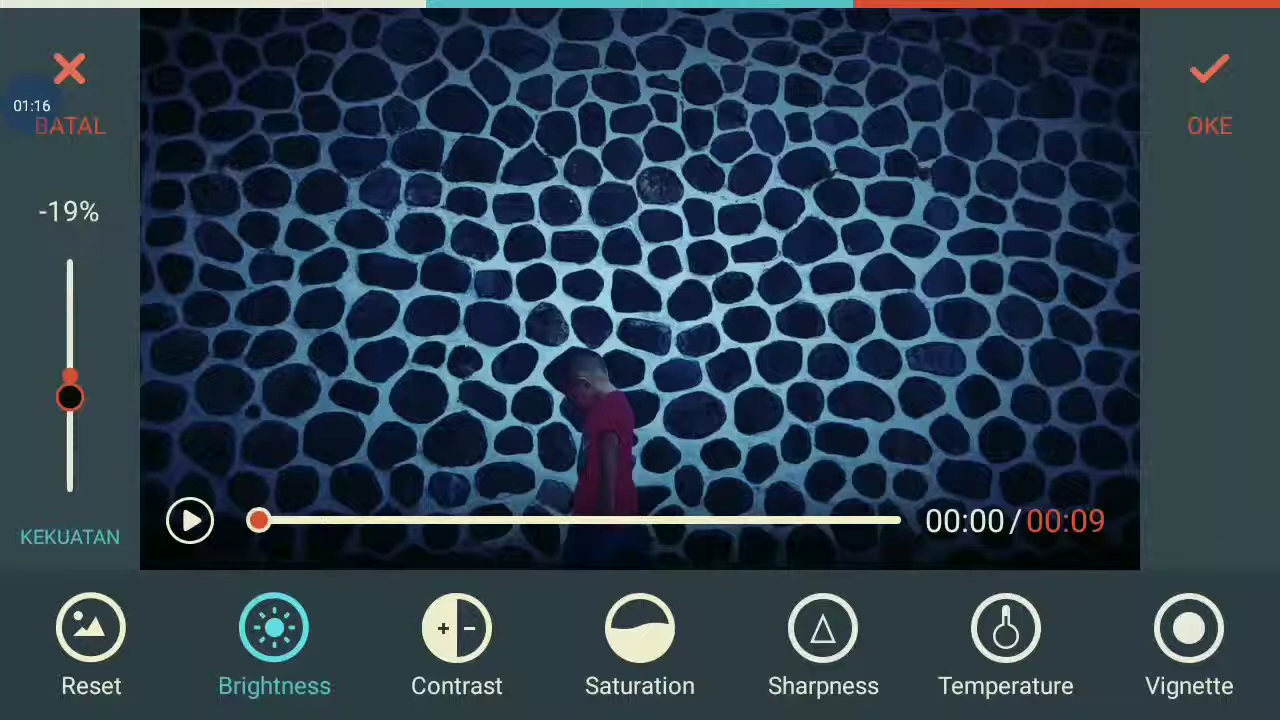 01:16
BATAL
OKE
-19%
KEKUATAN
00:00/00:09
Reset
Brightness
Contrast
Saturation
Sharpness
Temperature
Vignette